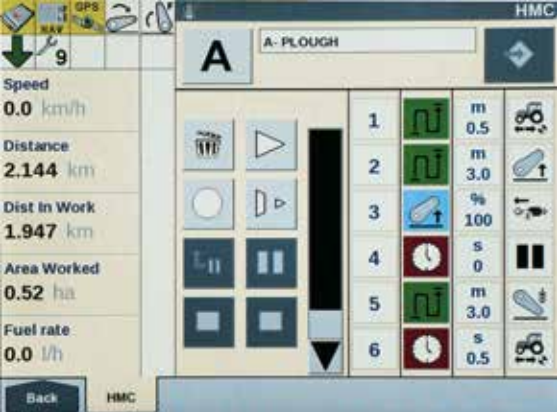 GPS
NAV
HMC
9
A
A- PLOUGH
Speed
0.0 km/h
Distance
2.144 km
Dist In Work
1.947 km
Area Worked
0.52 ha
Fuel rate
0.0 l/h
1 m 0.5
2 m 3.0
3 % 100
4 s 0
5 m 3.0
6 s 0.5
Back
HMC